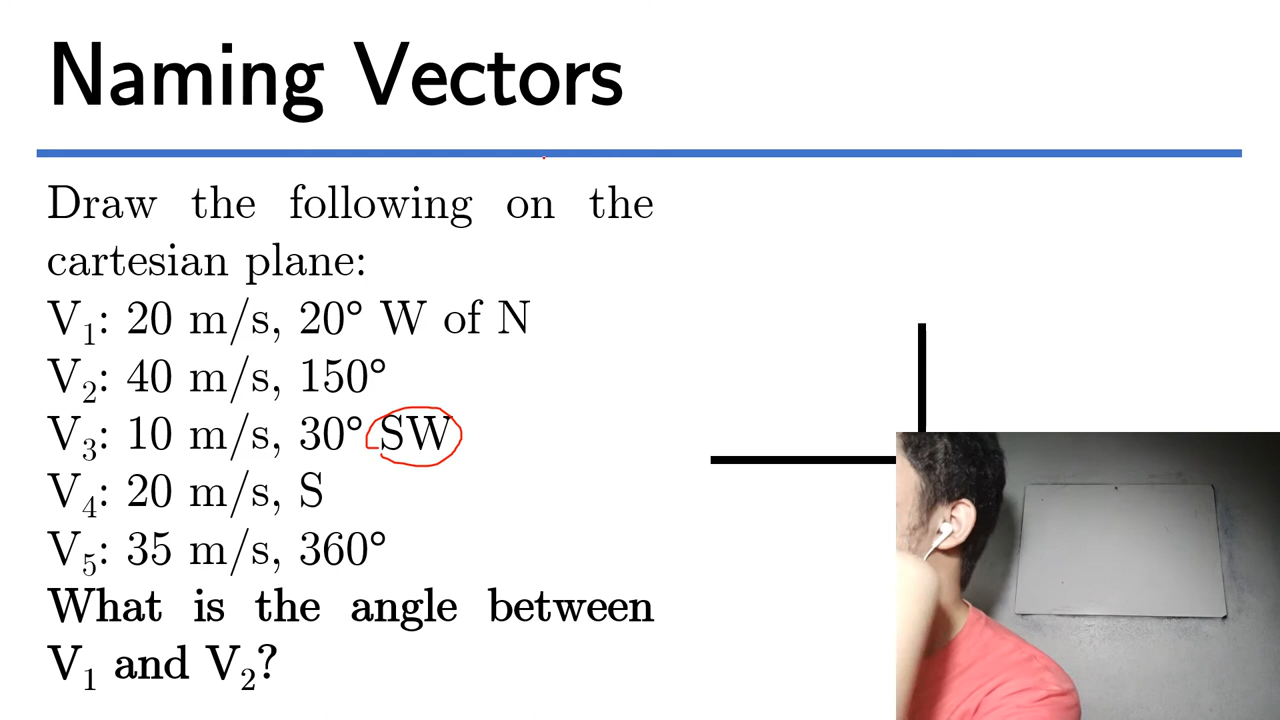 Naming Vectors
Draw the following on the
cartesian plane:
V₁: 20 m/s, 20° W of N
V₂: 40 m/s, 150°
V₃: 10 m/s, 30° SW
V₄: 20 m/s, S
V₅: 35 m/s, 360°
What is the angle between
V₁ and V₂?